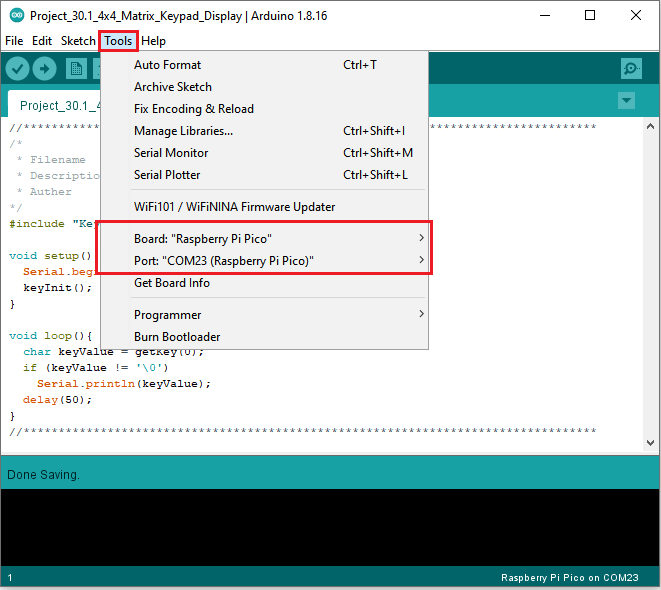 Project_30.1_4x4_Matrix_Keypad_Display | Arduino 1.8.16
File Edit Sketch Tools Help
Auto Format Ctrl+T
Archive Sketch
Fix Encoding & Reload
Manage Libraries... Ctrl+Shift+I
Serial Monitor Ctrl+Shift+M
Serial Plotter Ctrl+Shift+L
WiFi101 / WiFiNINA Firmware Updater
Board: "Raspberry Pi Pico"
Port: "COM23 (Raspberry Pi Pico)"
Get Board Info
Programmer
Burn Bootloader
Project_30.1_4
//********************************************************************************
/*
* Filename
* Descriptio
* Auther
*/
#include "Key
void setup()
Serial.begi
keyInit();
}
void loop(){
char keyValue = getKey(0);
if (keyValue != '\0')
Serial.println(keyValue);
delay(50);
}
//********************************************************************************
Done Saving.
1 Raspberry Pi Pico on COM23